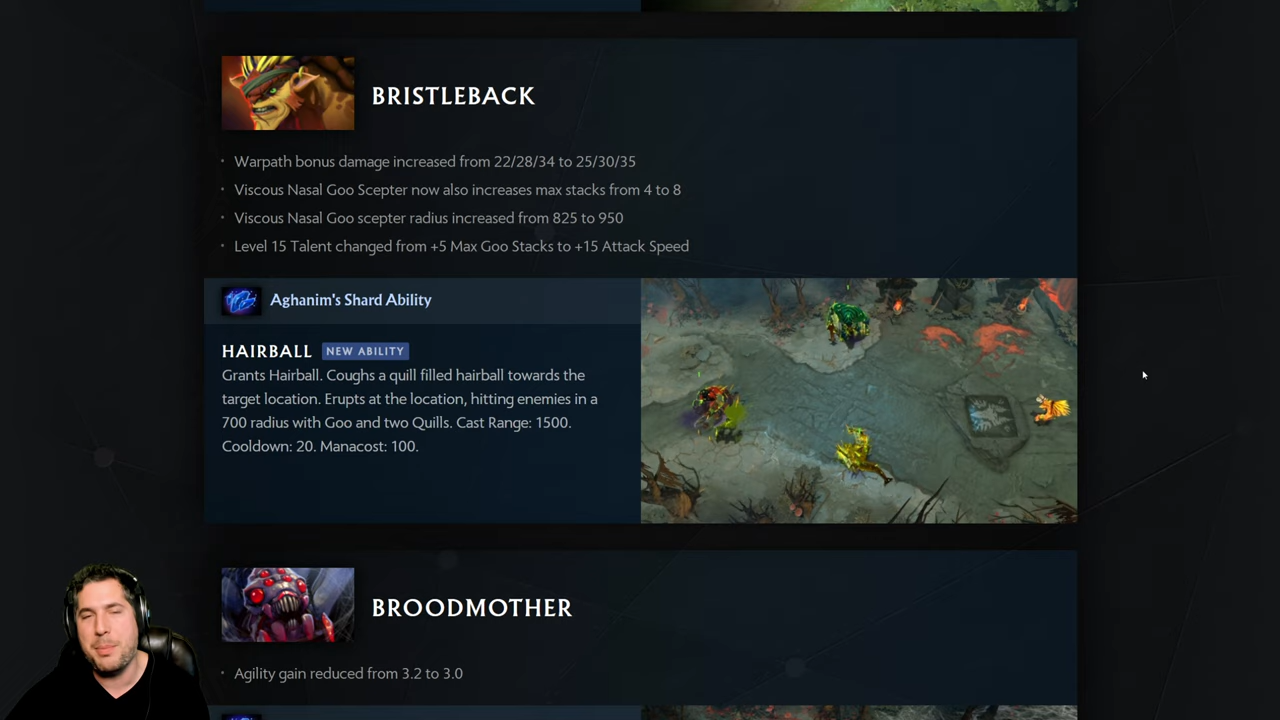 BRISTLEBACK
• Warpath bonus damage increased from 22/28/34 to 25/30/35
• Viscous Nasal Goo Scepter now also increases max stacks from 4 to 8
• Viscous Nasal Goo scepter radius increased from 825 to 950
• Level 15 Talent changed from +5 Max Goo Stacks to +15 Attack Speed
Aghanim's Shard Ability
HAIRBALL NEW ABILITY
Grants Hairball. Coughs a quill filled hairball towards the
target location. Erupts at the location, hitting enemies in a
700 radius with Goo and two Quills. Cast Range: 1500.
Cooldown: 20. Manacost: 100.
BROODMOTHER
• Agility gain reduced from 3.2 to 3.0